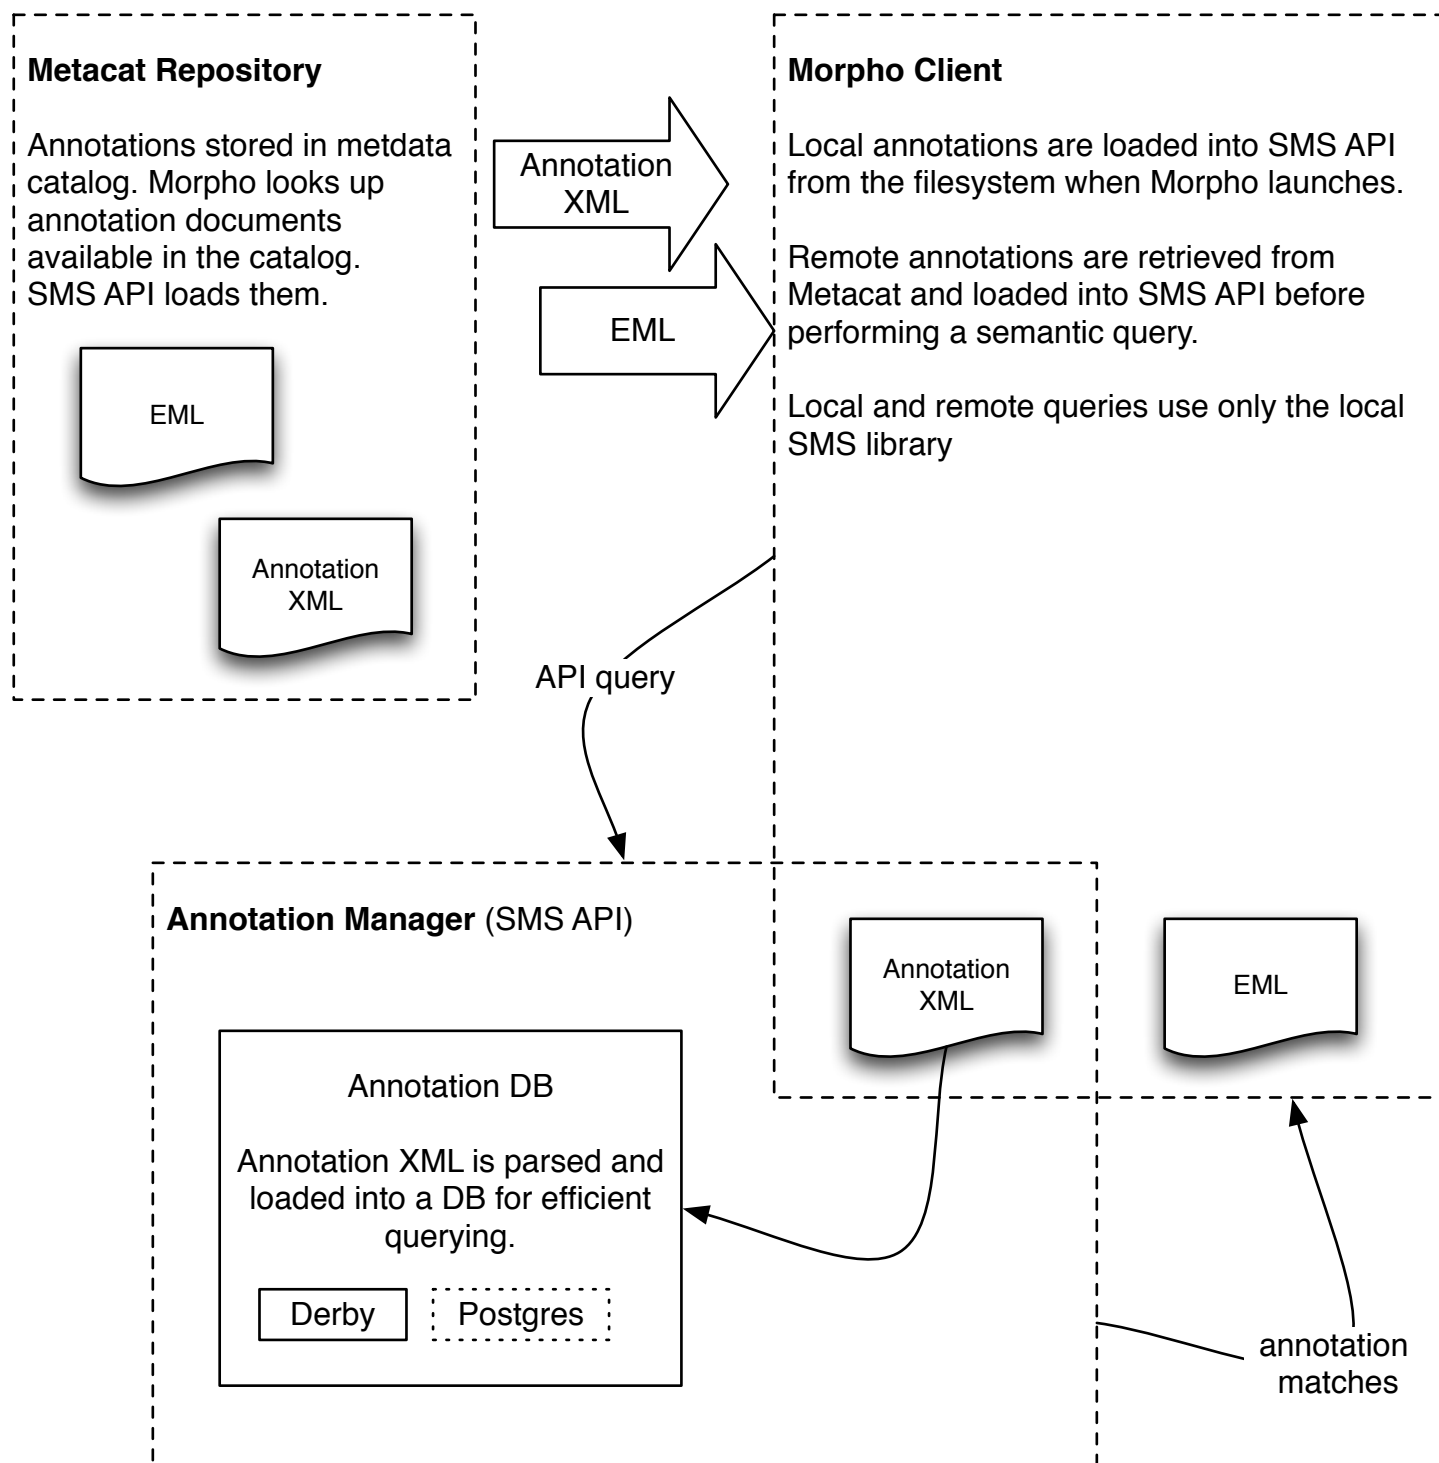 Metacat Repository
Annotations stored in metdata
catalog. Morpho looks up
annotation documents
available in the catalog.
SMS API loads them.
EML
Annotation
XML
Annotation
XML
EML
Morpho Client
Local annotations are loaded into SMS API
from the filesystem when Morpho launches.
Remote annotations are retrieved from
Metacat and loaded into SMS API before
performing a semantic query.
Local and remote queries use only the local
SMS library
API query
Annotation Manager (SMS API)
Annotation DB
Annotation XML is parsed and
loaded into a DB for efficient
querying.
Derby
Postgres
Annotation
XML
EML
annotation
matches